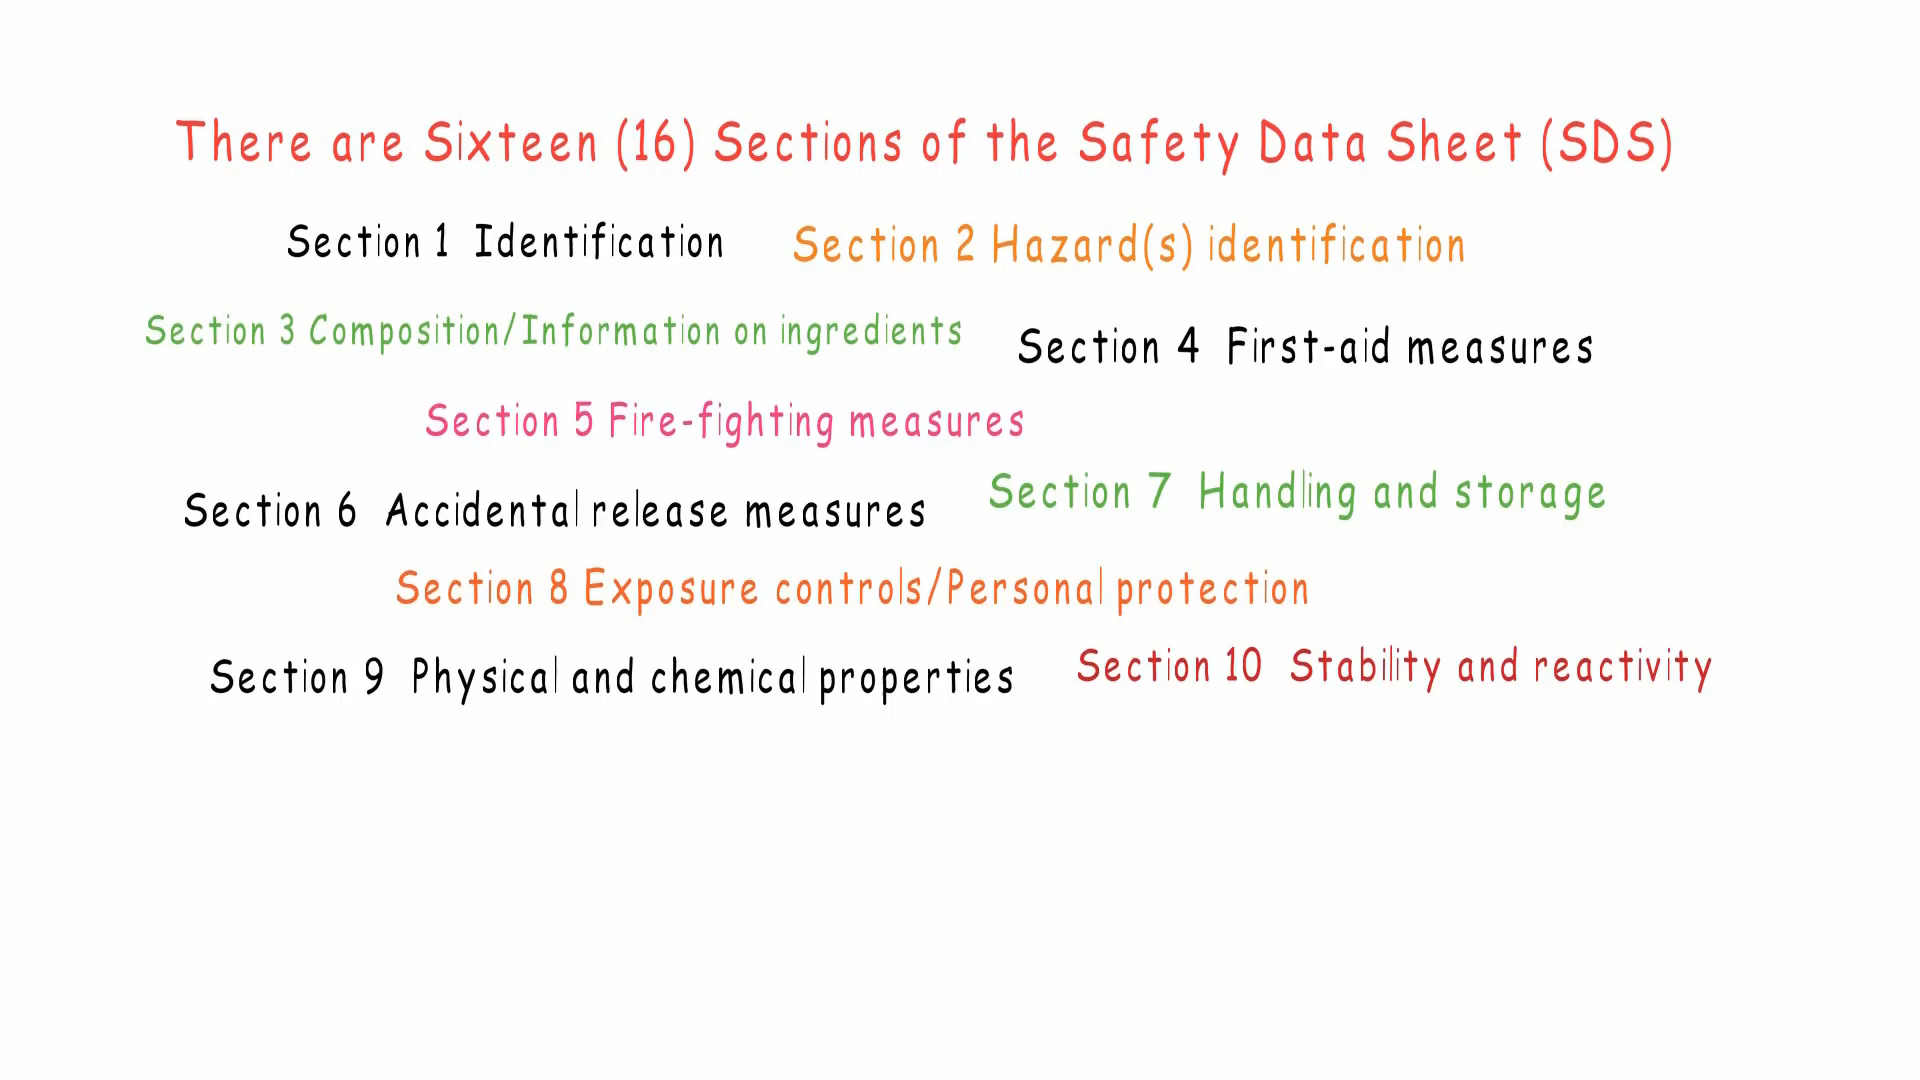 There are Sixteen (16) Sections of the Safety Data Sheet (SDS)
Section 1 Identification
Section 2 Hazard(s) identification
Section 3 Composition/Information on ingredients
Section 4 First-aid measures
Section 5 Fire-fighting measures
Section 6 Accidental release measures
Section 7 Handling and storage
Section 8 Exposure controls/Personal protection
Section 9 Physical and chemical properties
Section 10 Stability and reactivity